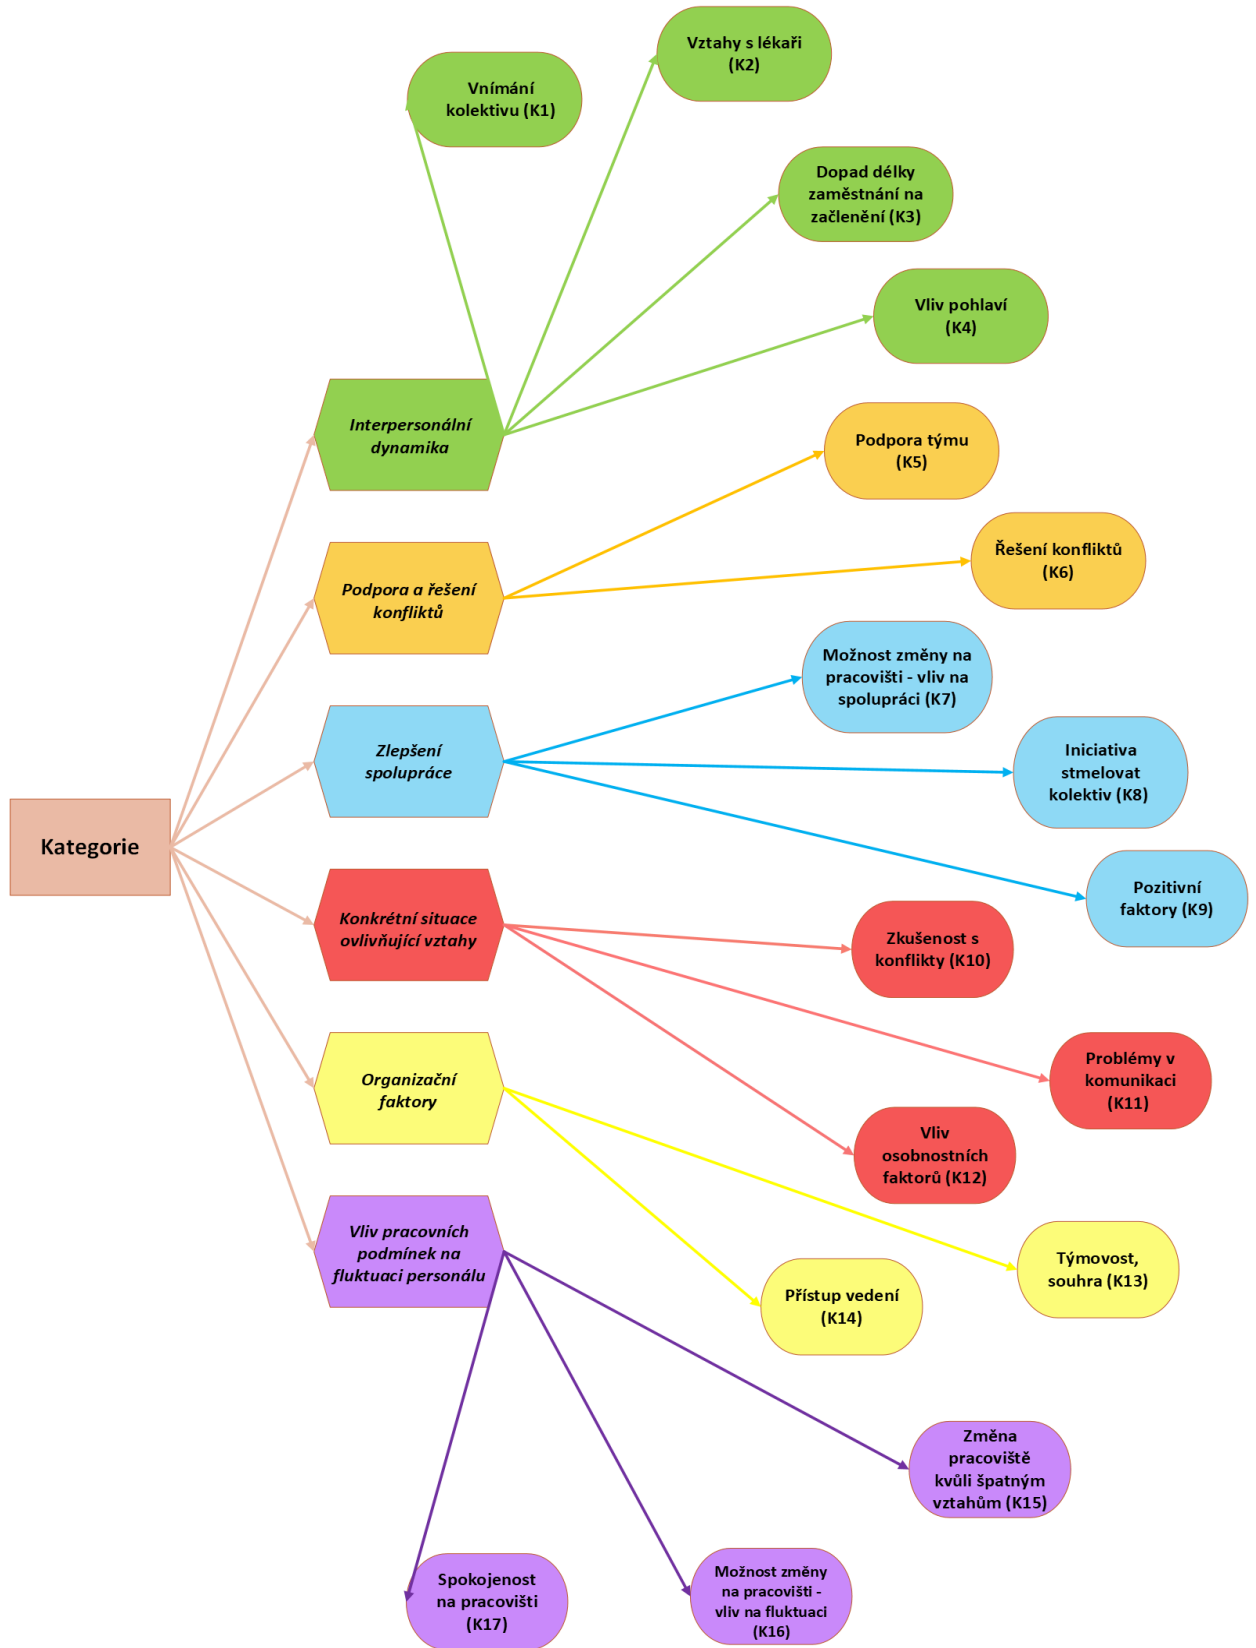 Kategorie
Interpersonální
dynamika
Vnímání
kolektivu (K1)
Vztahy s lékaři
(K2)
Dopad délky
zaměstnání na
začlenění (K3)
Vliv pohlaví
(K4)
Podpora a řešení
konfliktů
Podpora týmu
(K5)
Řešení konfliktů
(K6)
Zlepšení
spolupráce
Možnost změny na
pracovišti - vliv na
spolupráci (K7)
Iniciativa
stmelovat
kolektiv (K8)
Pozitivní
faktory (K9)
Konkrétní situace
ovlivňující vztahy
Zkušenost s
konflikty (K10)
Problémy v
komunikaci
(K11)
Vliv
osobnostních
faktorů (K12)
Organizační
faktory
Týmovost,
souhra (K13)
Přístup vedení
(K14)
Vliv pracovních
podmínek na
fluktuaci personálu
Změna
pracoviště
kvůli špatným
vztahům (K15)
Možnost změny
na pracovišti -
vliv na fluktuaci
(K16)
Spokojenost
na pracovišti
(K17)